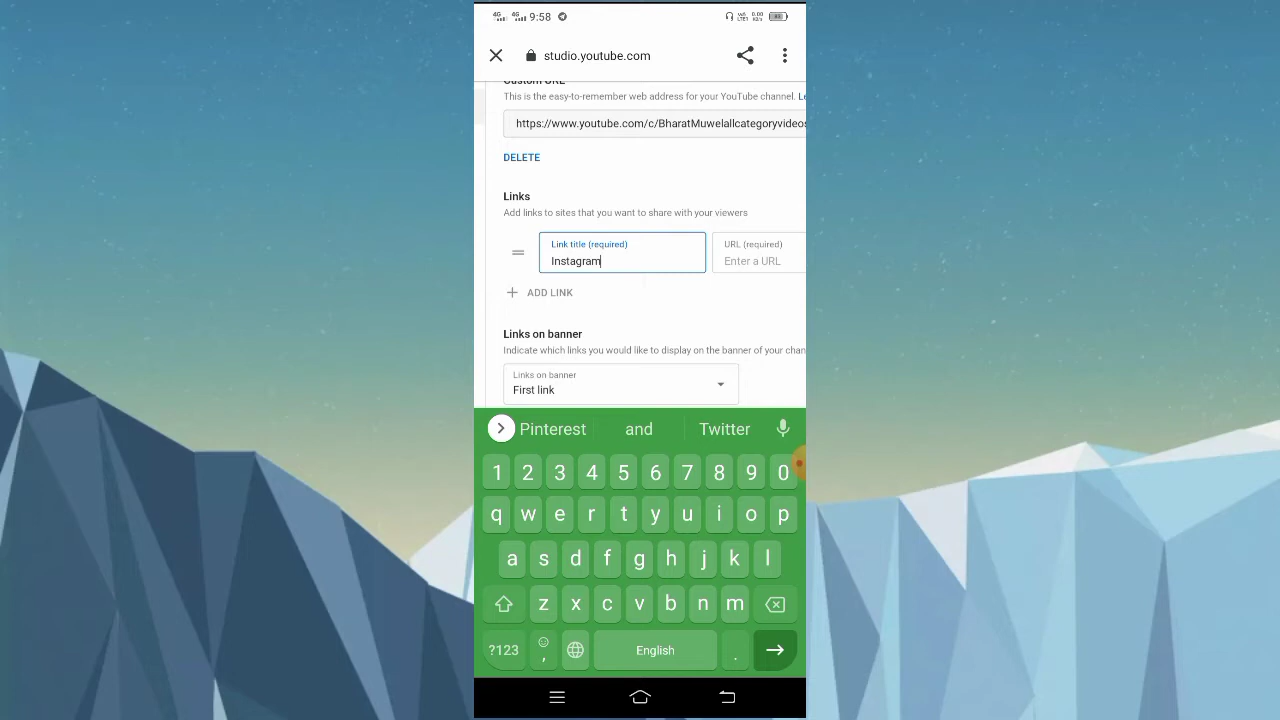 9:58
studio.youtube.com
Custom URL
This is the easy-to-remember web address for your YouTube channel. Le
https://www.youtube.com/c/BharatMuwelallcategoryvideos
DELETE
Links
Add links to sites that you want to share with your viewers
Link title (required)
Instagram
URL (required)
Enter a URL
+ ADD LINK
Links on banner
Indicate which links you would like to display on the banner of your chan
Links on banner
First link
Pinterest and Twitter
1 2 3 4 5 6 7 8 9 0
q w e r t y u i o p
a s d f g h j k l
z x c v b n m
?123 , English .